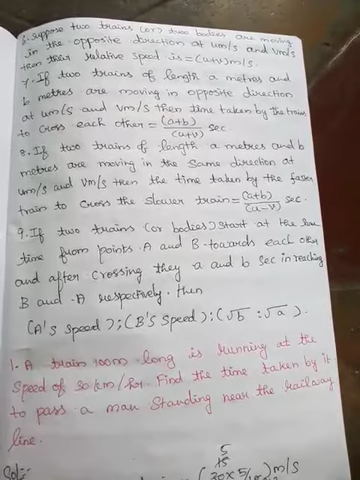 6. Suppose two trains (or) two bodies are moving
in the opposite direction at um/s and vm/s
then their relative speed is = (u+v)m/s.
7. If two trains of length a metres and
b metres are moving in opposite direction
at um/s and vm/s then time taken by the trains
to cross each other = (a+b)/(u+v) sec
8. If two trains of length a metres and b
metres are moving in the same direction at
um/s and vm/s then the time taken by the faster
train to cross the slower train = (a+b)/(u-v) sec.
9. If two trains (or bodies) start at the same
time from points A and B towards each other
and after crossing they a and b sec in reaching
B and A respectively. then
(A's speed) : (B's speed) : (√b : √a).
1. A train 100m long is running at the
speed of 30 km/hr. Find the time taken by it
to pass a man standing near the railway
line.
Sol:-
5
15
(30×5/18) m/s